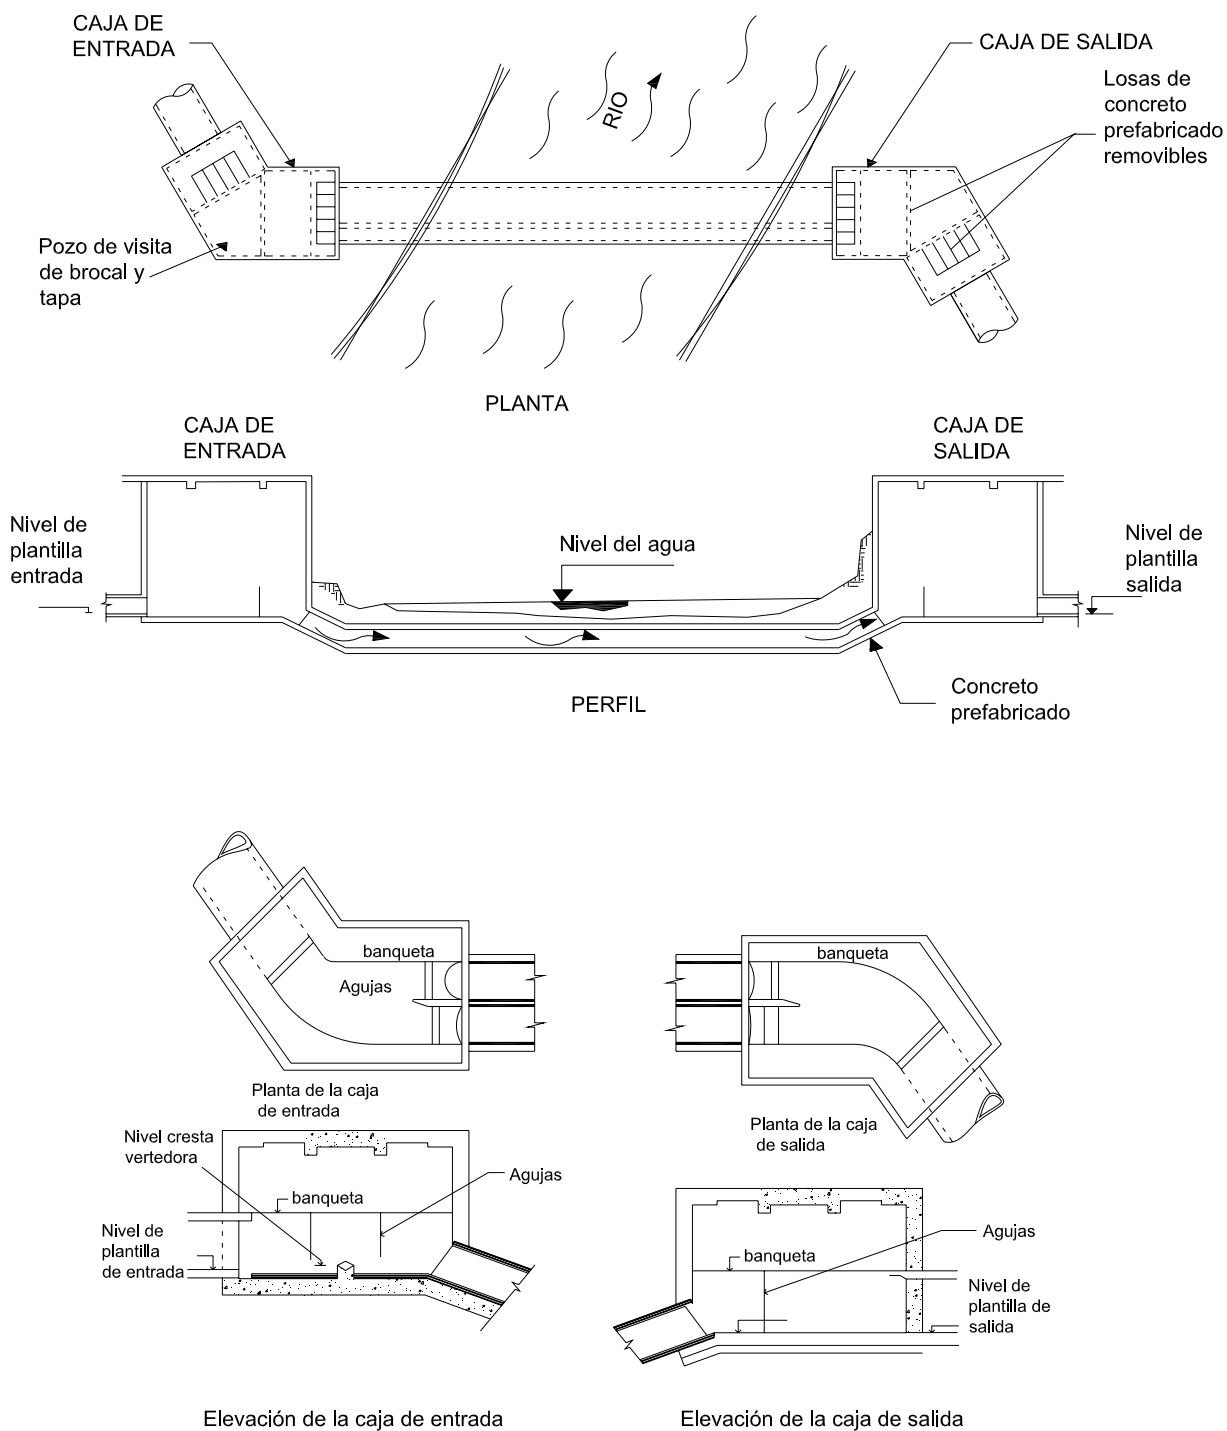 CAJA DE
ENTRADA
RIO
CAJA DE SALIDA
Losas de
concreto
prefabricado
removibles
Pozo de visita
de brocal y
tapa
PLANTA
CAJA DE
ENTRADA
CAJA DE
SALIDA
Nivel de
plantilla
entrada
Nivel del agua
Nivel de
plantilla
salida
Concreto
prefabricado
PERFIL
banqueta
Agujas
Planta de la caja
de entrada
banqueta
Planta de la caja
de salida
Nivel cresta
vertedora
Agujas
banqueta
Nivel de
plantilla
de entrada
Agujas
banqueta
Nivel de
plantilla de
salida
Elevación de la caja de entrada
Elevación de la caja de salida